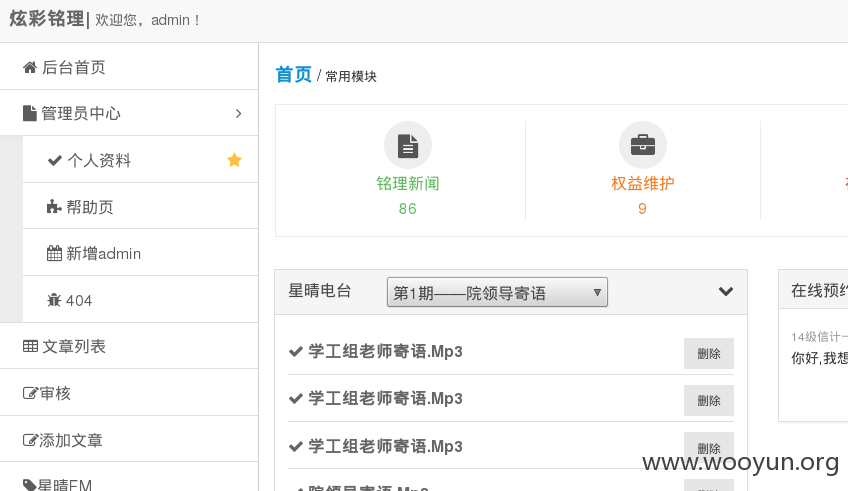 炫彩铭理| 欢迎您，admin！
后台首页
管理员中心
个人资料
帮助页
新增admin
404
文章列表
审核
添加文章
星晴FM
首页 / 常用模块
铭理新闻
86
权益维护
9
星晴电台 第1期——院领导寄语
学工组老师寄语.Mp3 删除
学工组老师寄语.Mp3 删除
学工组老师寄语.Mp3 删除
院领导寄语.Mp3
在线预约
14级信计一
你好,我想
www.wooyun.org